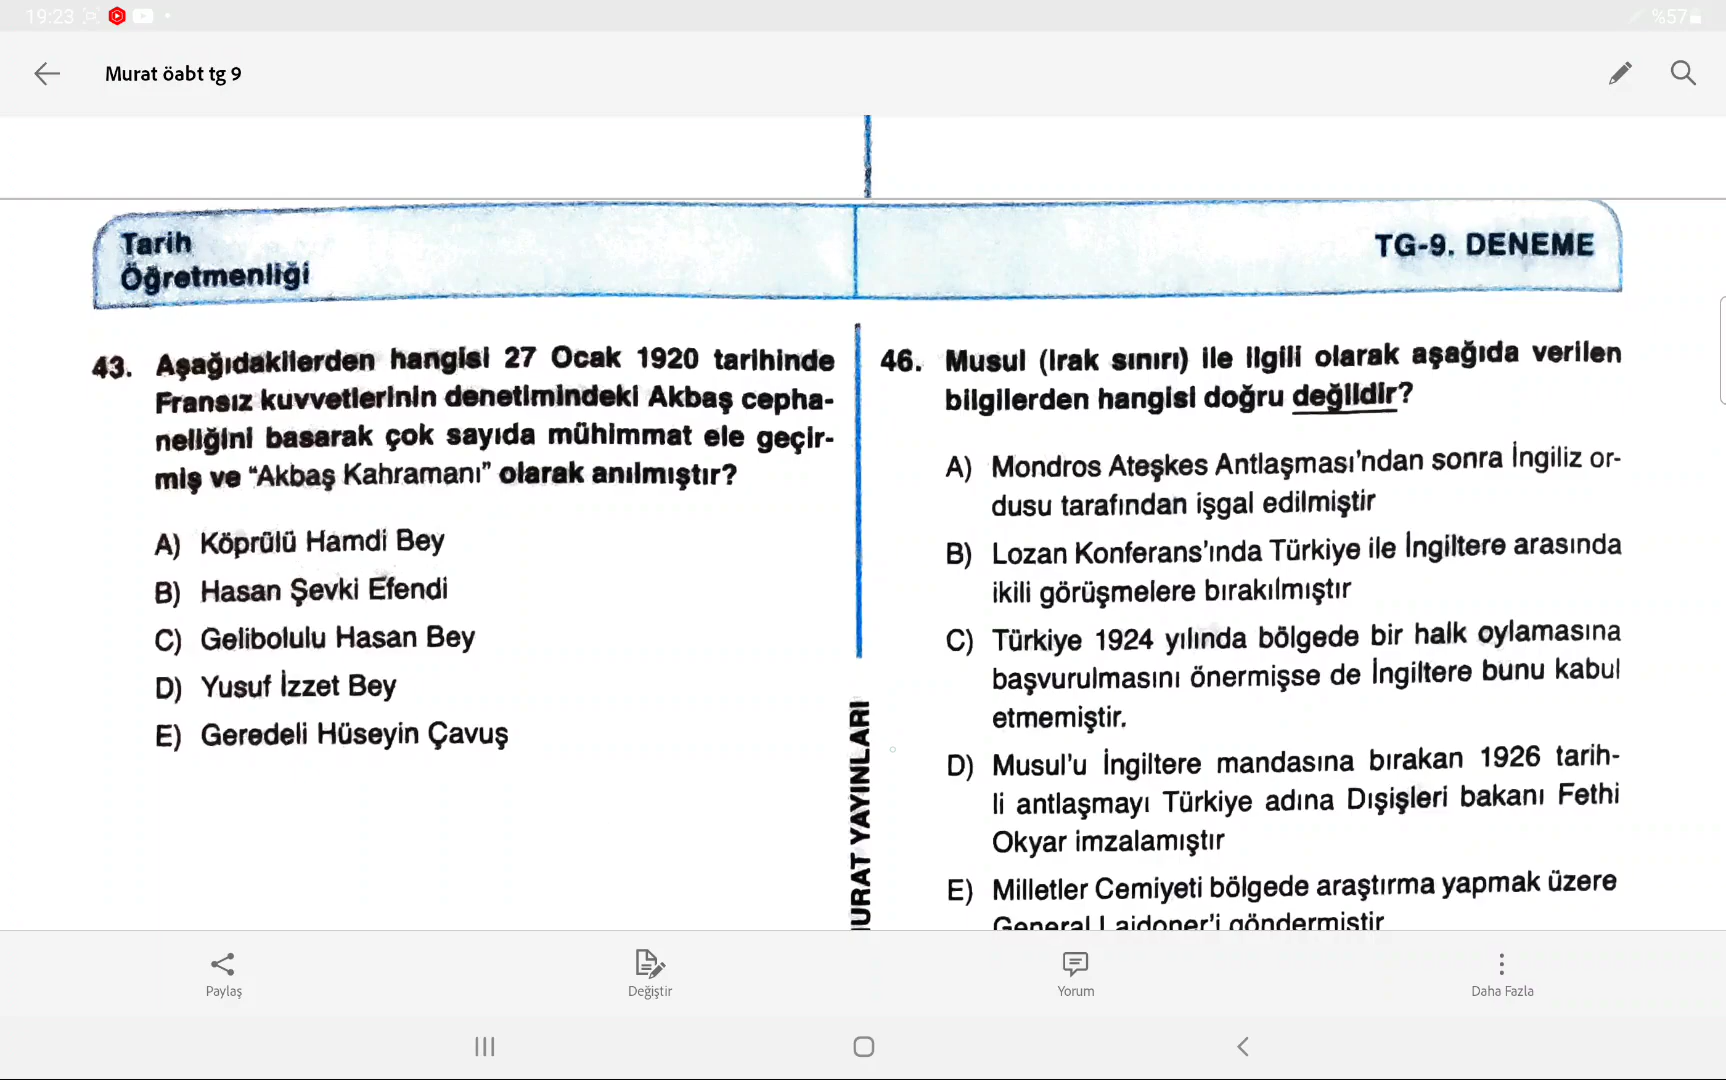 19:23
%57
Murat öabt tg 9
Tarih
Öğretmenliği
TG-9. DENEME
43. Aşağıdakilerden hangisi 27 Ocak 1920 tarihinde
Fransız kuvvetlerinin denetimindeki Akbaş cepha-
neliğini basarak çok sayıda mühimmat ele geçir-
miş ve “Akbaş Kahramanı” olarak anılmıştır?
A) Köprülü Hamdi Bey
B) Hasan Şevki Efendi
C) Gelibolulu Hasan Bey
D) Yusuf İzzet Bey
E) Geredeli Hüseyin Çavuş
URAT YAYINLARI
46. Musul (Irak sınırı) ile ilgili olarak aşağıda verilen
bilgilerden hangisi doğru değildir?
A) Mondros Ateşkes Antlaşması’ndan sonra İngiliz or-
dusu tarafından işgal edilmiştir
B) Lozan Konferans’ında Türkiye ile İngiltere arasında
ikili görüşmelere bırakılmıştır
C) Türkiye 1924 yılında bölgede bir halk oylamasına
başvurulmasını önermişse de İngiltere bunu kabul
etmemiştir.
D) Musul’u İngiltere mandasına bırakan 1926 tarih-
li antlaşmayı Türkiye adına Dışişleri bakanı Fethi
Okyar imzalamıştır
E) Milletler Cemiyeti bölgede araştırma yapmak üzere
General Laidoner’i göndermiştir
Paylaş
Değiştir
Yorum
Daha Fazla